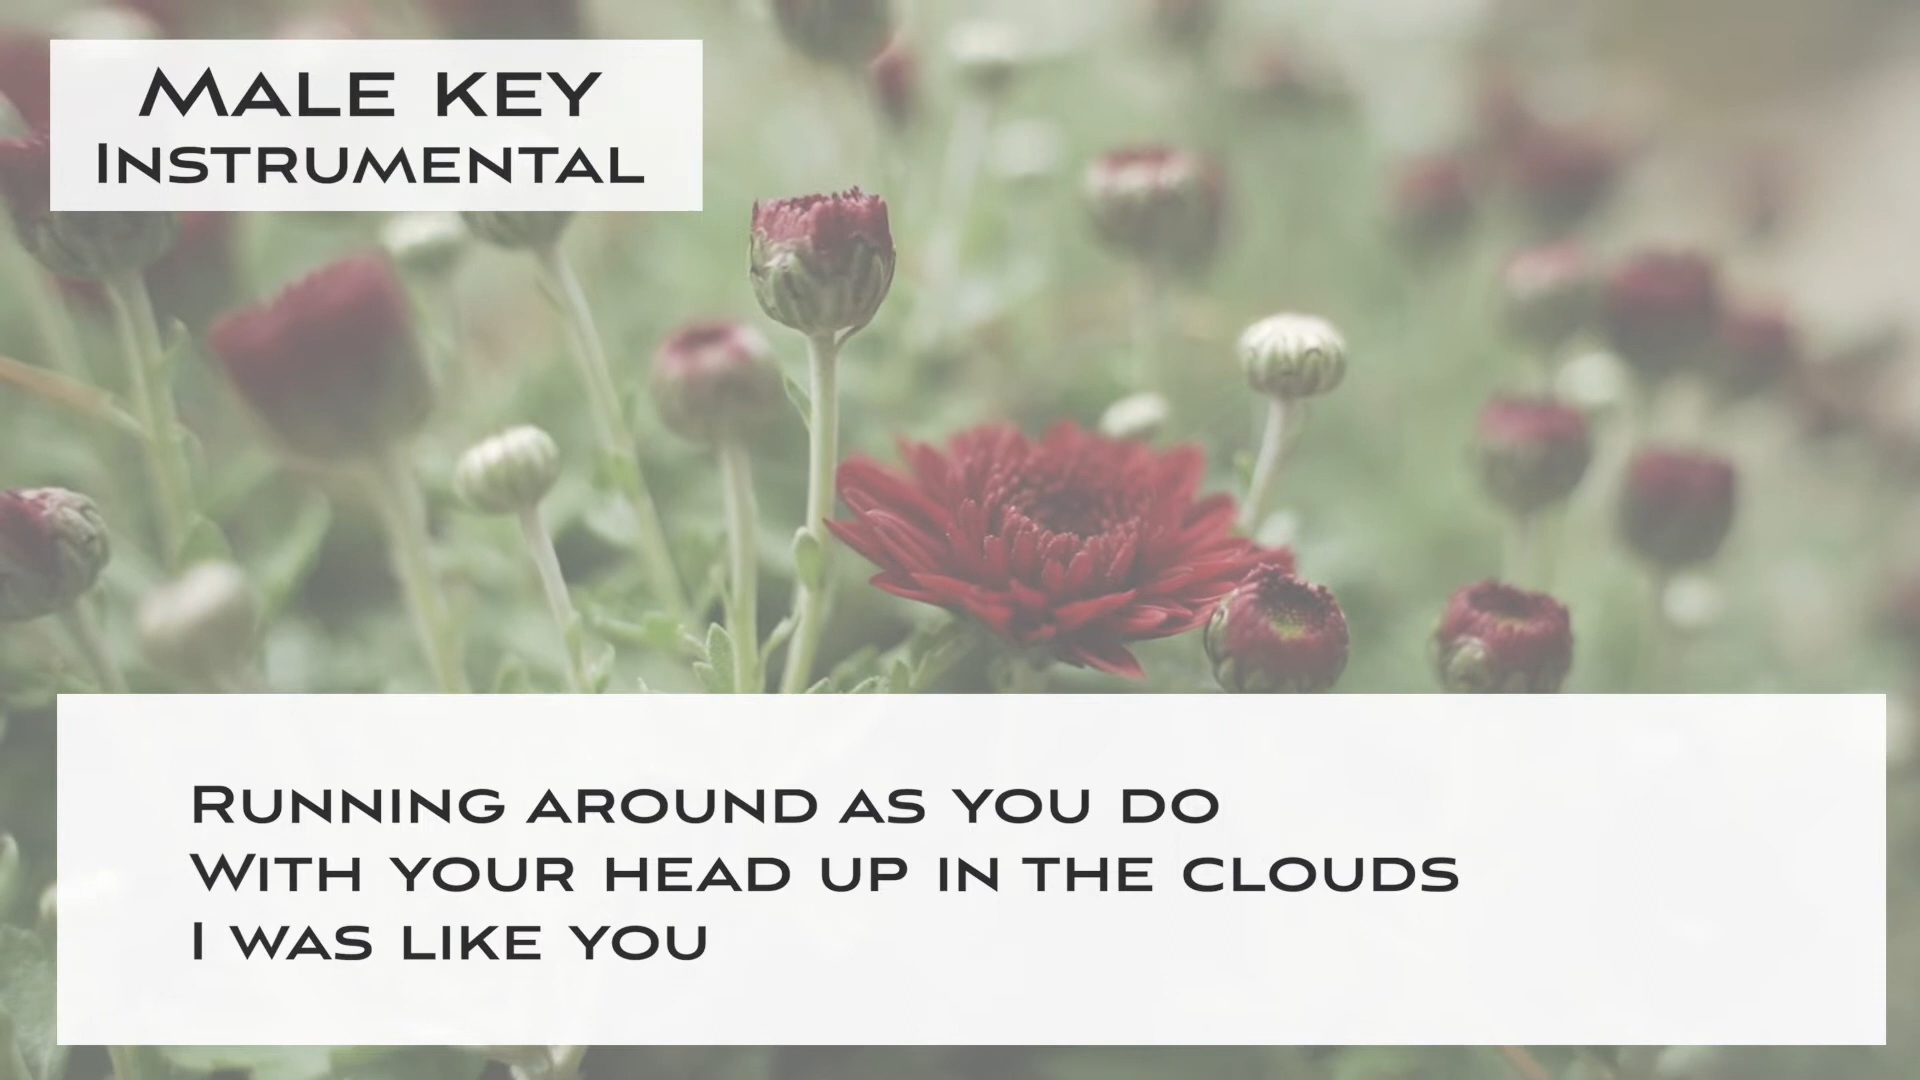 Male key
Instrumental
Running around as you do
With your head up in the clouds
I was like you